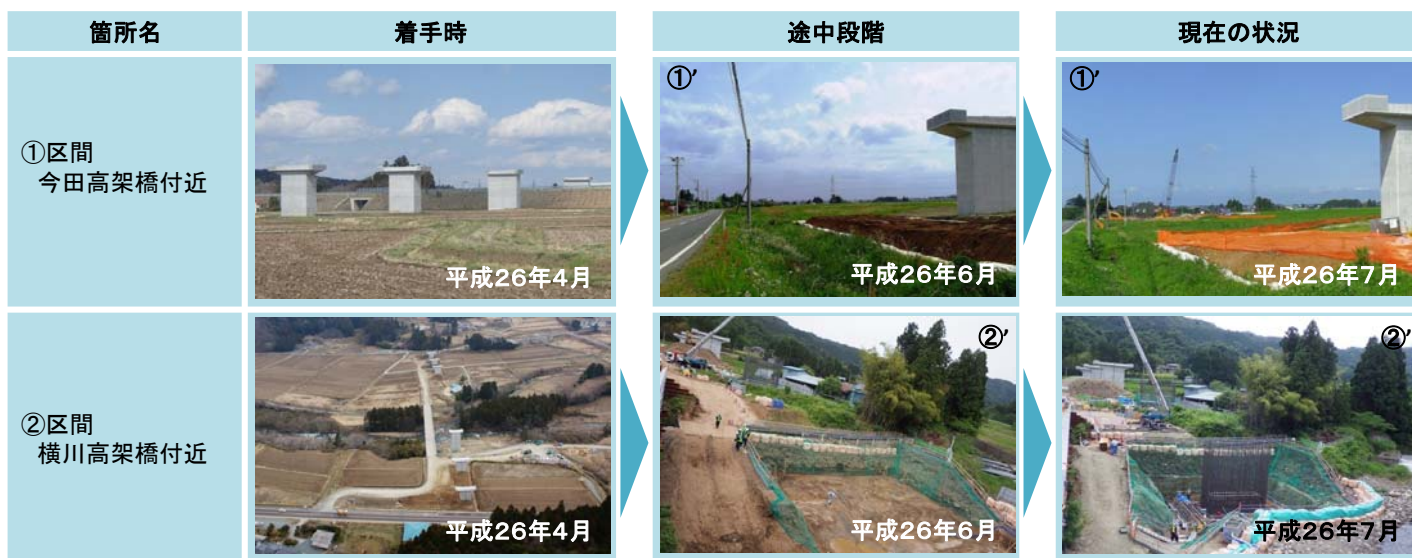 箇所名
着手時
途中段階
現在の状況
①区間
今田高架橋付近
平成26年4月
①’
平成26年6月
①’
平成26年7月
②区間
横川高架橋付近
平成26年4月
②’
平成26年6月
②’
平成26年7月